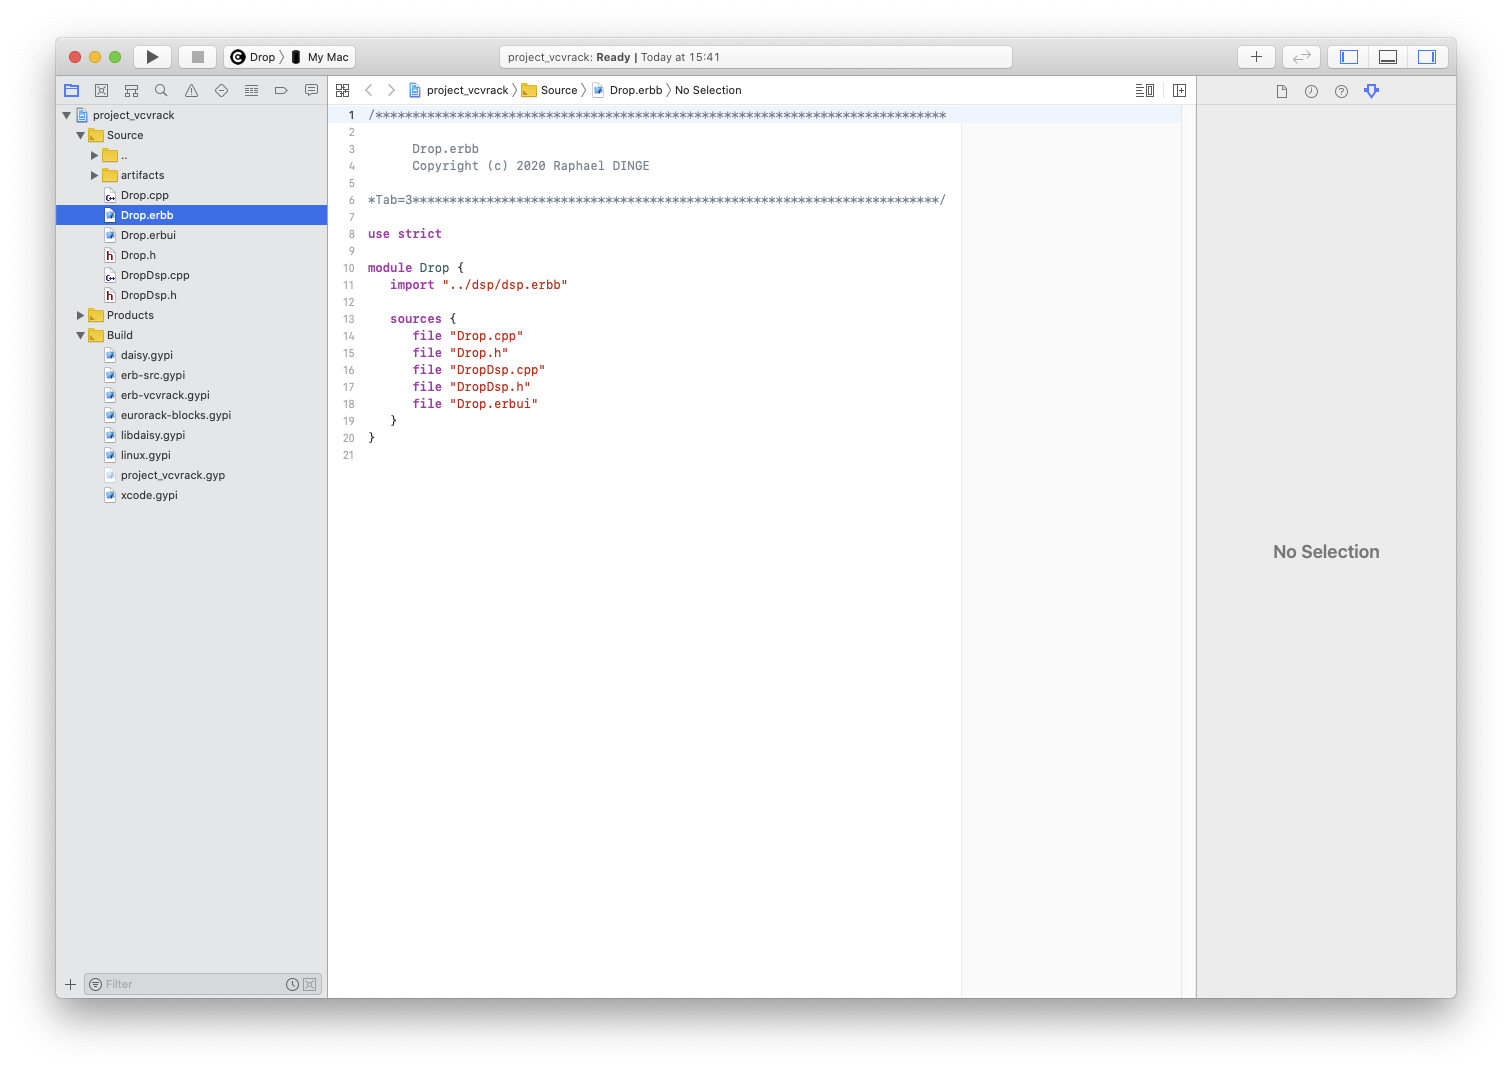 Drop 〉 My Mac
project_vcvrack: Ready | Today at 15:41
project_vcvrack 〉 Source 〉 Drop.erbb 〉 No Selection
project_vcvrack
Source
..
artifacts
Drop.cpp
Drop.erbb
Drop.erbui
Drop.h
DropDsp.cpp
DropDsp.h
Products
Build
daisy.gypi
erb-src.gypi
erb-vcvrack.gypi
eurorack-blocks.gypi
libdaisy.gypi
linux.gypi
project_vcvrack.gyp
xcode.gypi
Filter
1 /*****************************************************************************
2
3 Drop.erbb
4 Copyright (c) 2020 Raphael DINGE
5
6 *Tab=3***********************************************************************/
7
8 use strict
9
10 module Drop {
11 import "../dsp/dsp.erbb"
12
13 sources {
14 file "Drop.cpp"
15 file "Drop.h"
16 file "DropDsp.cpp"
17 file "DropDsp.h"
18 file "Drop.erbui"
19 }
20 }
21
No Selection